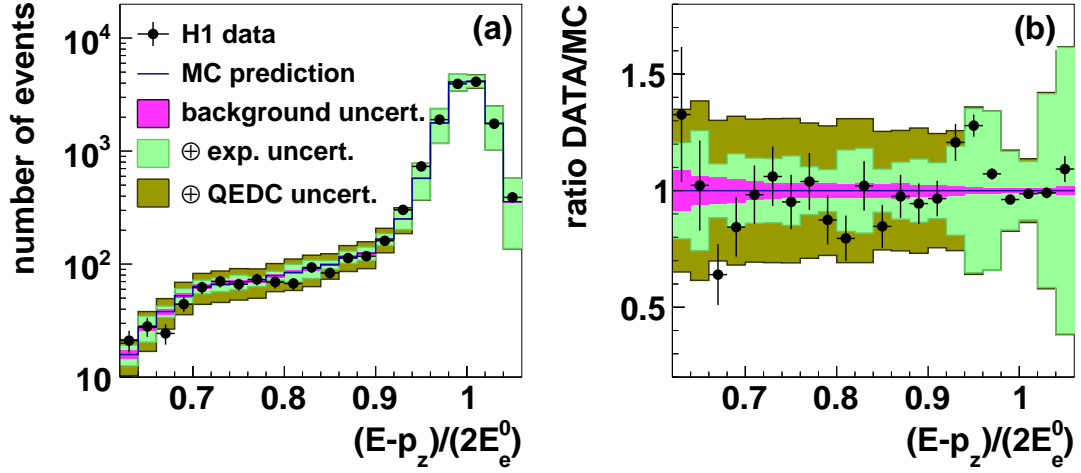 (a)
number of events
H1 data
MC prediction
background uncert.
⊕ exp. uncert.
⊕ QEDC uncert.
10⁴
10³
10²
10
0.7 0.8 0.9 1
(E-p_z)/(2E_e^0)
(b)
ratio DATA/MC
1.5
1
0.5
0.7 0.8 0.9 1
(E-p_z)/(2E_e^0)